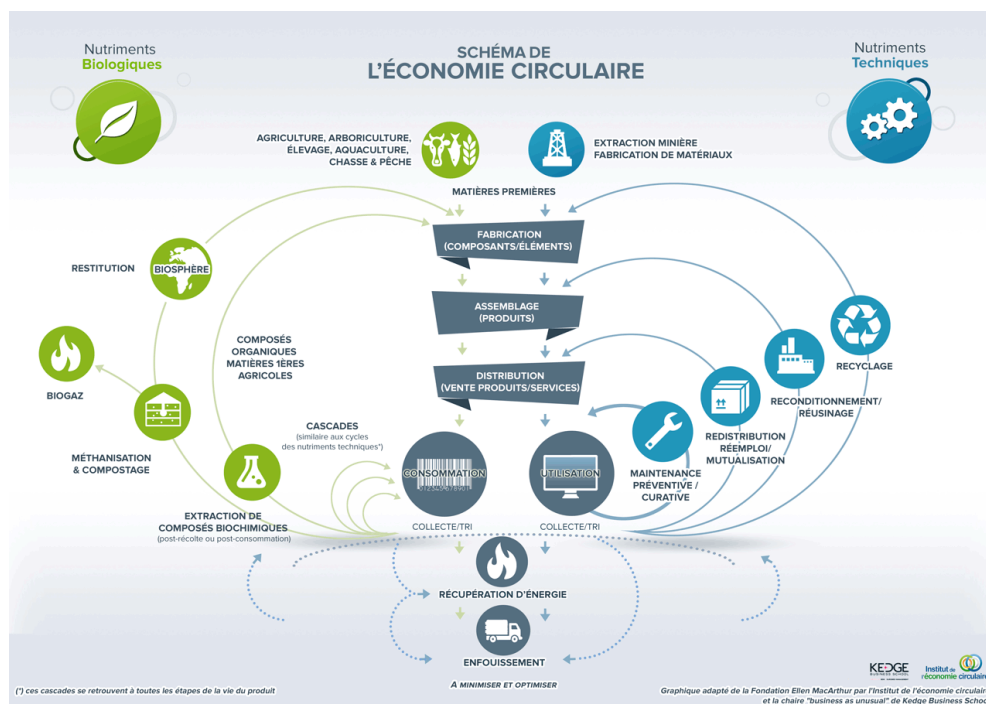 Nutriments
Biologiques
SCHÉMA DE
L'ÉCONOMIE CIRCULAIRE
Nutriments
Techniques
AGRICULTURE, ARBORICULTURE,
ÉLEVAGE, AQUACULTURE,
CHASSE & PÊCHE
EXTRACTION MINIÈRE
FABRICATION DE MATÉRIAUX
MATIÈRES PREMIÈRES
FABRICATION
(COMPOSANTS/ÉLÉMENTS)
RESTITUTION
BIOSPHÈRE
ASSEMBLAGE
(PRODUITS)
COMPOSÉS
ORGANIQUES
MATIÈRES 1ÈRES
AGRICOLES
RECYCLAGE
BIOGAZ
DISTRIBUTION
(VENTE PRODUITS/SERVICES)
RECONDITIONNEMENT/
RÉUSINAGE
CASCADES
(similaire aux cycles
des nutriments techniques*)
REDISTRIBUTION
RÉEMPLOI/
MUTUALISATION
MÉTHANISATION
& COMPOSTAGE
CONSOMMATION
UTILISATION
MAINTENANCE
PRÉVENTIVE /
CURATIVE
EXTRACTION DE
COMPOSÉS BIOCHIMIQUES
(post-récolte ou post-consommation)
COLLECTE/TRI
COLLECTE/TRI
RÉCUPÉRATION D'ÉNERGIE
ENFOUISSEMENT
A MINIMISER ET OPTIMISER
KEDGE
BUSINESS SCHOOL
Institut de
l'économie circulaire
(*) ces cascades se retrouvent à toutes les étapes de la vie du produit
Graphique adapté de la Fondation Ellen MacArthur par l'Institut de l'économie circulair
et la chaire "business as unusual" de Kedge Business Schoo